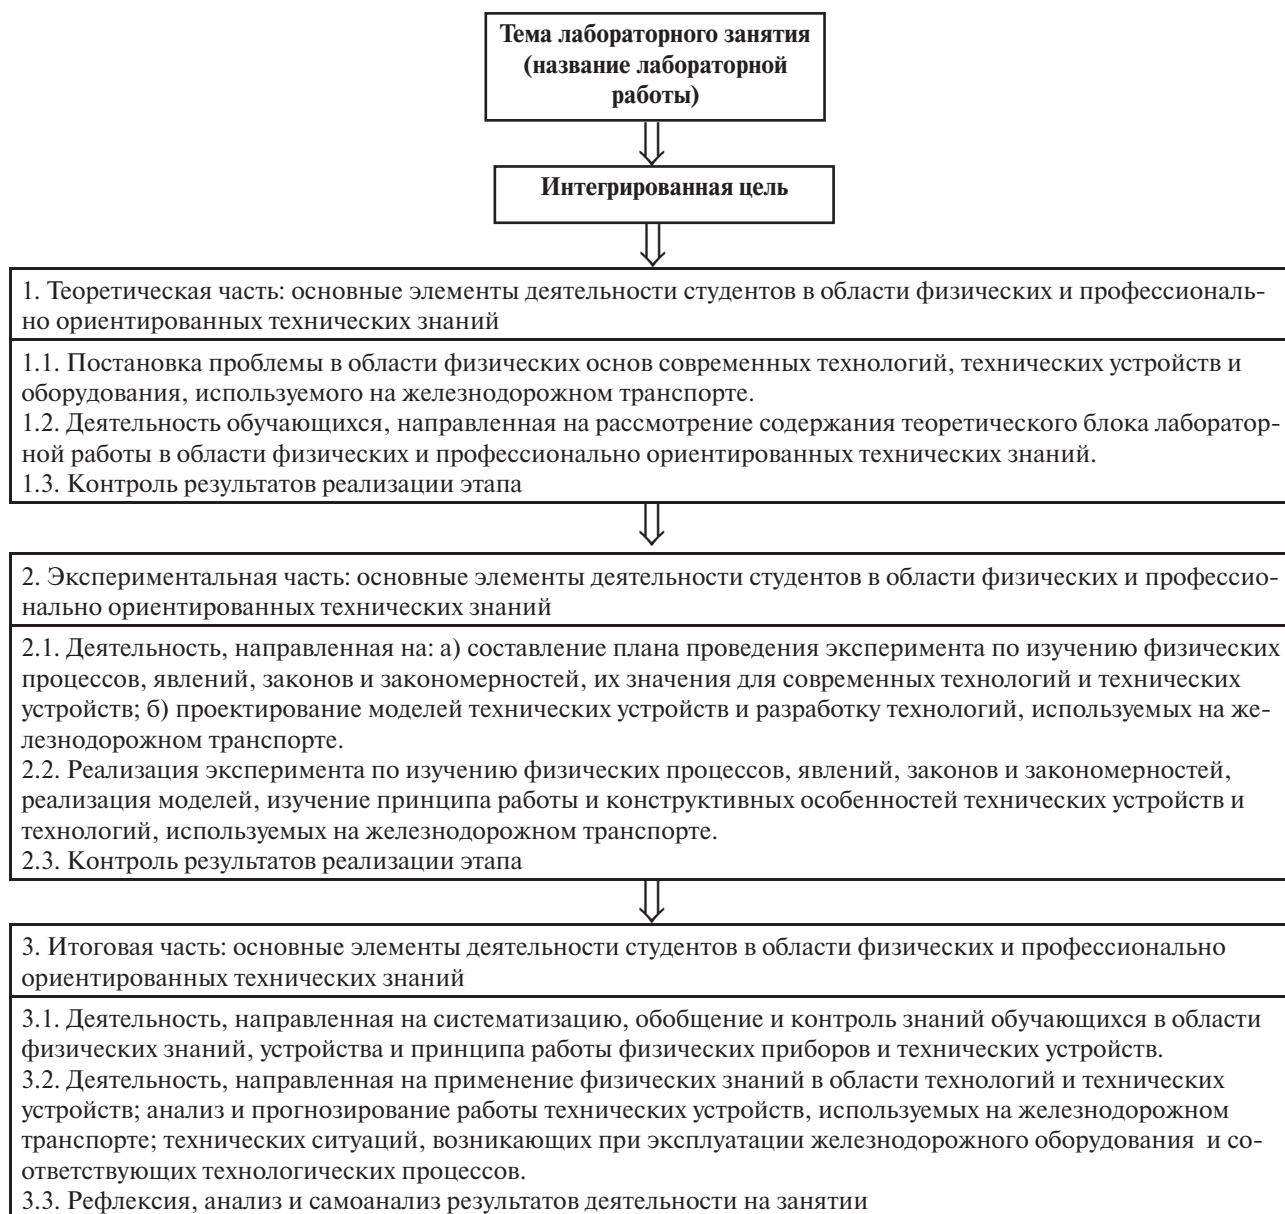 Тема лабораторного занятия
(название лабораторной
работы)
Интегрированная цель
1. Теоретическая часть: основные элементы деятельности студентов в области физических и профессиональ-
но ориентированных технических знаний
1.1. Постановка проблемы в области физических основ современных технологий, технических устройств и
оборудования, используемого на железнодорожном транспорте.
1.2. Деятельность обучающихся, направленная на рассмотрение содержания теоретического блока лаборатор-
ной работы в области физических и профессионально ориентированных технических знаний.
1.3. Контроль результатов реализации этапа
2. Экспериментальная часть: основные элементы деятельности студентов в области физических и професси-
онально ориентированных технических знаний
2.1. Деятельность, направленная на: а) составление плана проведения эксперимента по изучению физических
процессов, явлений, законов и закономерностей, их значения для современных технологий и технических
устройств; б) проектирование моделей технических устройств и разработку технологий, используемых на же-
лезнодорожном транспорте.
2.2. Реализация эксперимента по изучению физических процессов, явлений, законов и закономерностей,
реализация моделей, изучение принципа работы и конструктивных особенностей технических устройств и
технологий, используемых на железнодорожном транспорте.
2.3. Контроль результатов реализации этапа
3. Итоговая часть: основные элементы деятельности студентов в области физических и профессионально
ориентированных технических знаний
3.1. Деятельность, направленная на систематизацию, обобщение и контроль знаний обучающихся в области
физических знаний, устройства и принципа работы физических приборов и технических устройств.
3.2. Деятельность, направленная на применение физических знаний в области технологий и технических
устройств; анализ и прогнозирование работы технических устройств, используемых на железнодорожном
транспорте; технических ситуаций, возникающих при эксплуатации железнодорожного оборудования и со-
ответствующих технологических процессов.
3.3. Рефлексия, анализ и самоанализ результатов деятельности на занятии